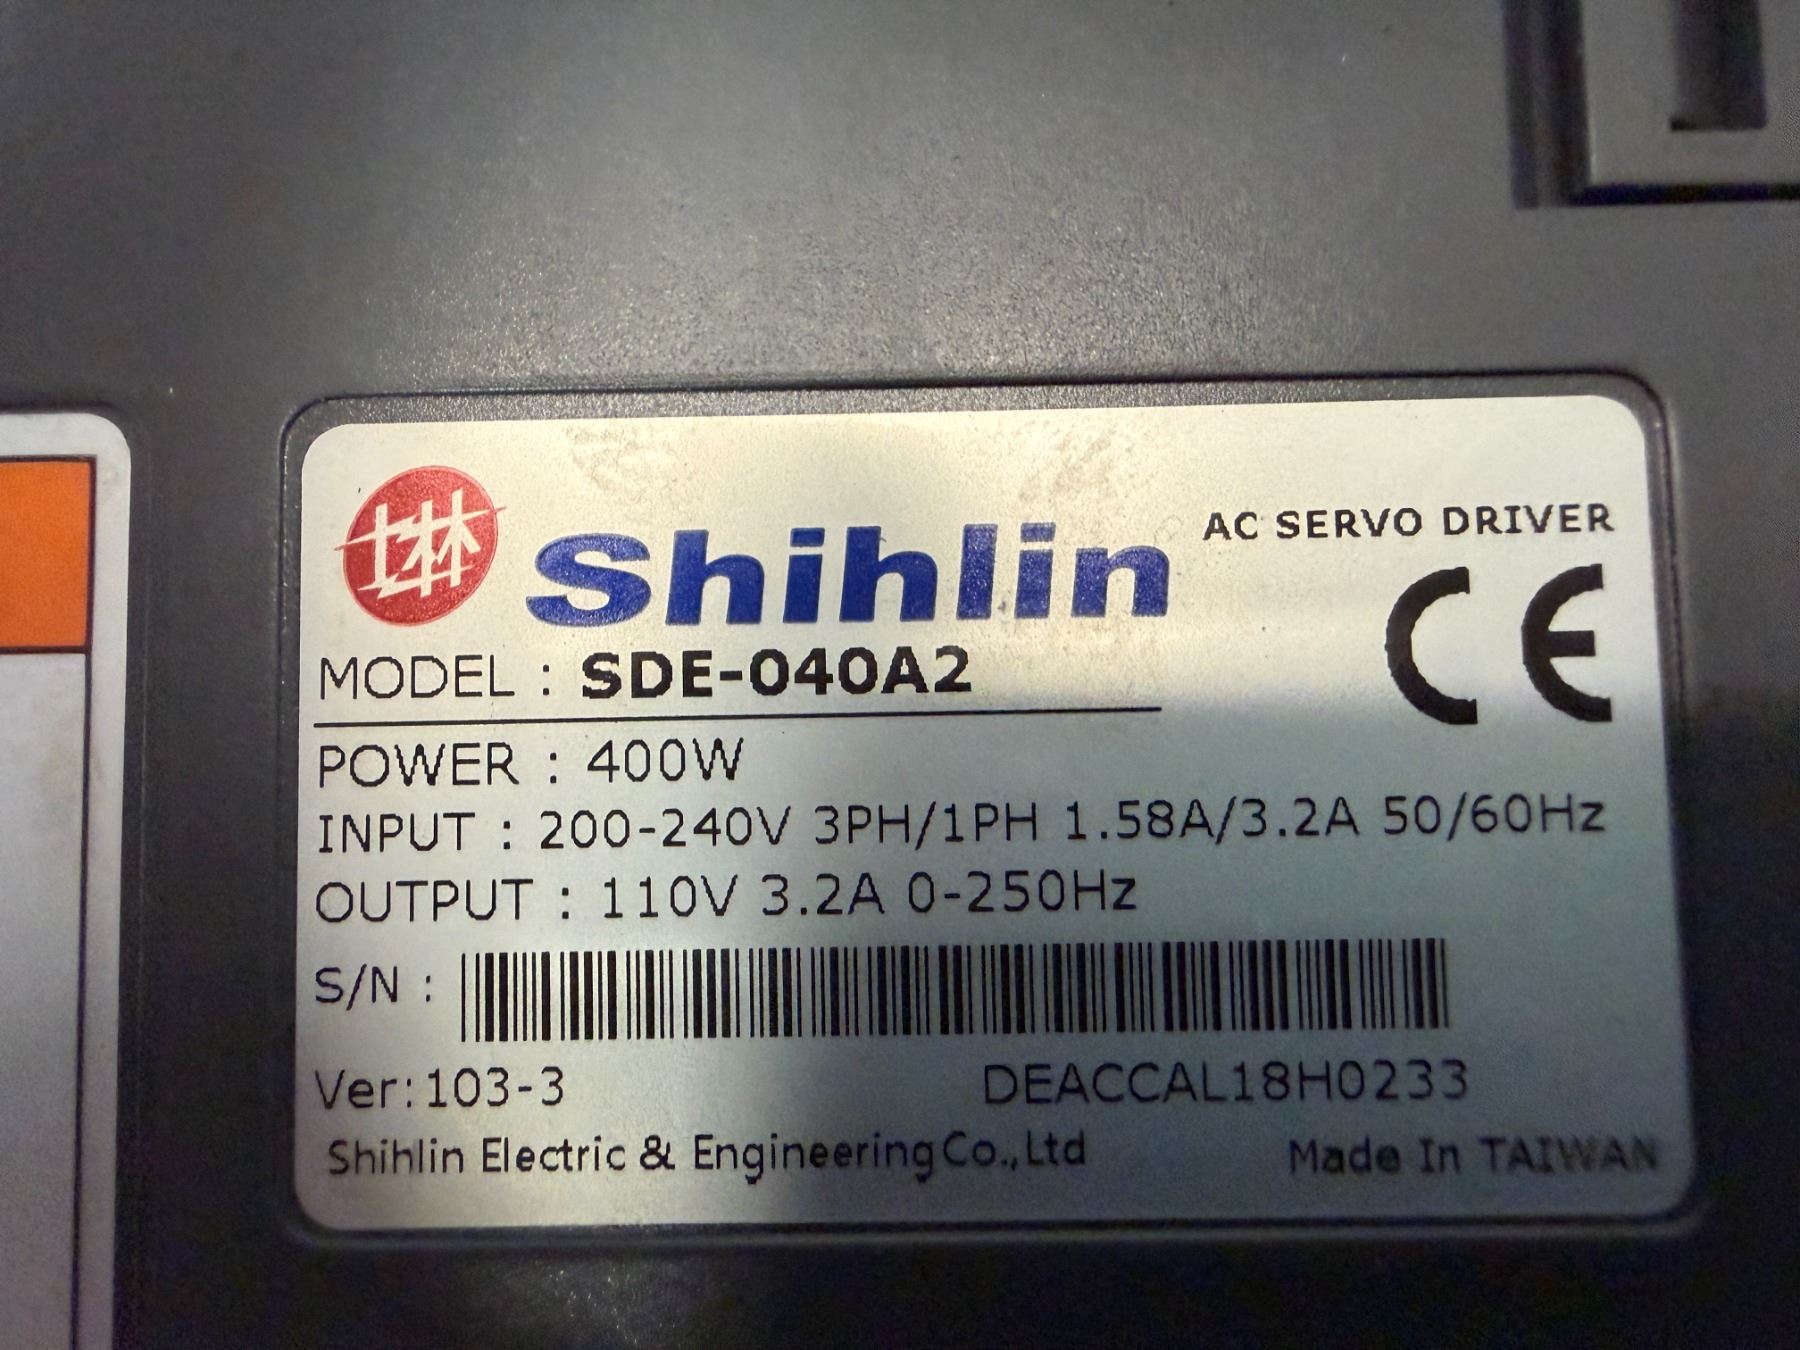 士林 Shihlin AC SERVO DRIVER
CE
MODEL : SDE-040A2
POWER : 400W
INPUT : 200-240V 3PH/1PH 1.58A/3.2A 50/60Hz
OUTPUT : 110V 3.2A 0-250Hz
S/N :
Ver:103-3 DEACCAL18H0233
Shihlin Electric & Engineering Co.,Ltd Made In TAIWAN